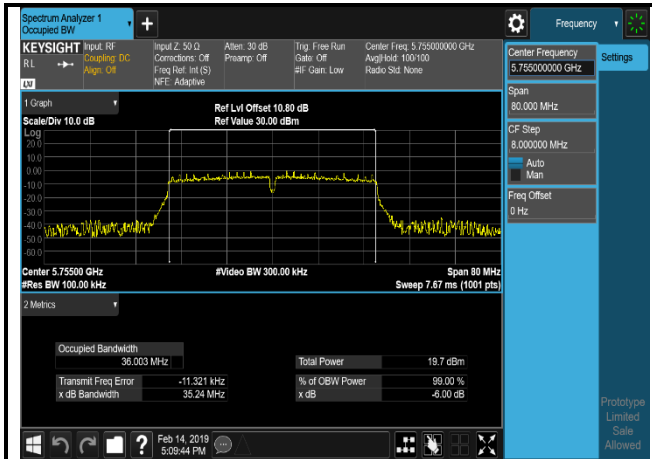 Spectrum Analyzer 1
Occupied BW
+
Frequency
KEYSIGHT
RL
Input: RF
Coupling: DC
Align: Off
Input Z: 50 Ω
Corrections: Off
Freq Ref: Int (S)
NFE: Adaptive
Atten: 30 dB
Preamp: Off
Trig: Free Run
Gate: Off
#IF Gain: Low
Center Freq: 5.755000000 GHz
Avg|Hold: 100/100
Radio Std: None
Center Frequency
5.755000000 GHz
Settings
Span
80.000 MHz
CF Step
8.000000 MHz
Auto
Man
Freq Offset
0 Hz
1 Graph
Scale/Div 10.0 dB
Ref Lvl Offset 10.80 dB
Ref Value 30.00 dBm
Log
20.0
10.0
0.00
-10.0
-20.0
-30.0
-40.0
-50.0
-60.0
Center 5.75500 GHz
#Video BW 300.00 kHz
Span 80 MHz
#Res BW 100.00 kHz
Sweep 7.67 ms (1001 pts)
2 Metrics
Occupied Bandwidth
36.003 MHz
Total Power 19.7 dBm
Transmit Freq Error -11.321 kHz
% of OBW Power 99.00 %
x dB Bandwidth 35.24 MHz
x dB -6.00 dB
Prototype
Limited
Sale
Allowed
?
Feb 14, 2019
5:09:44 PM